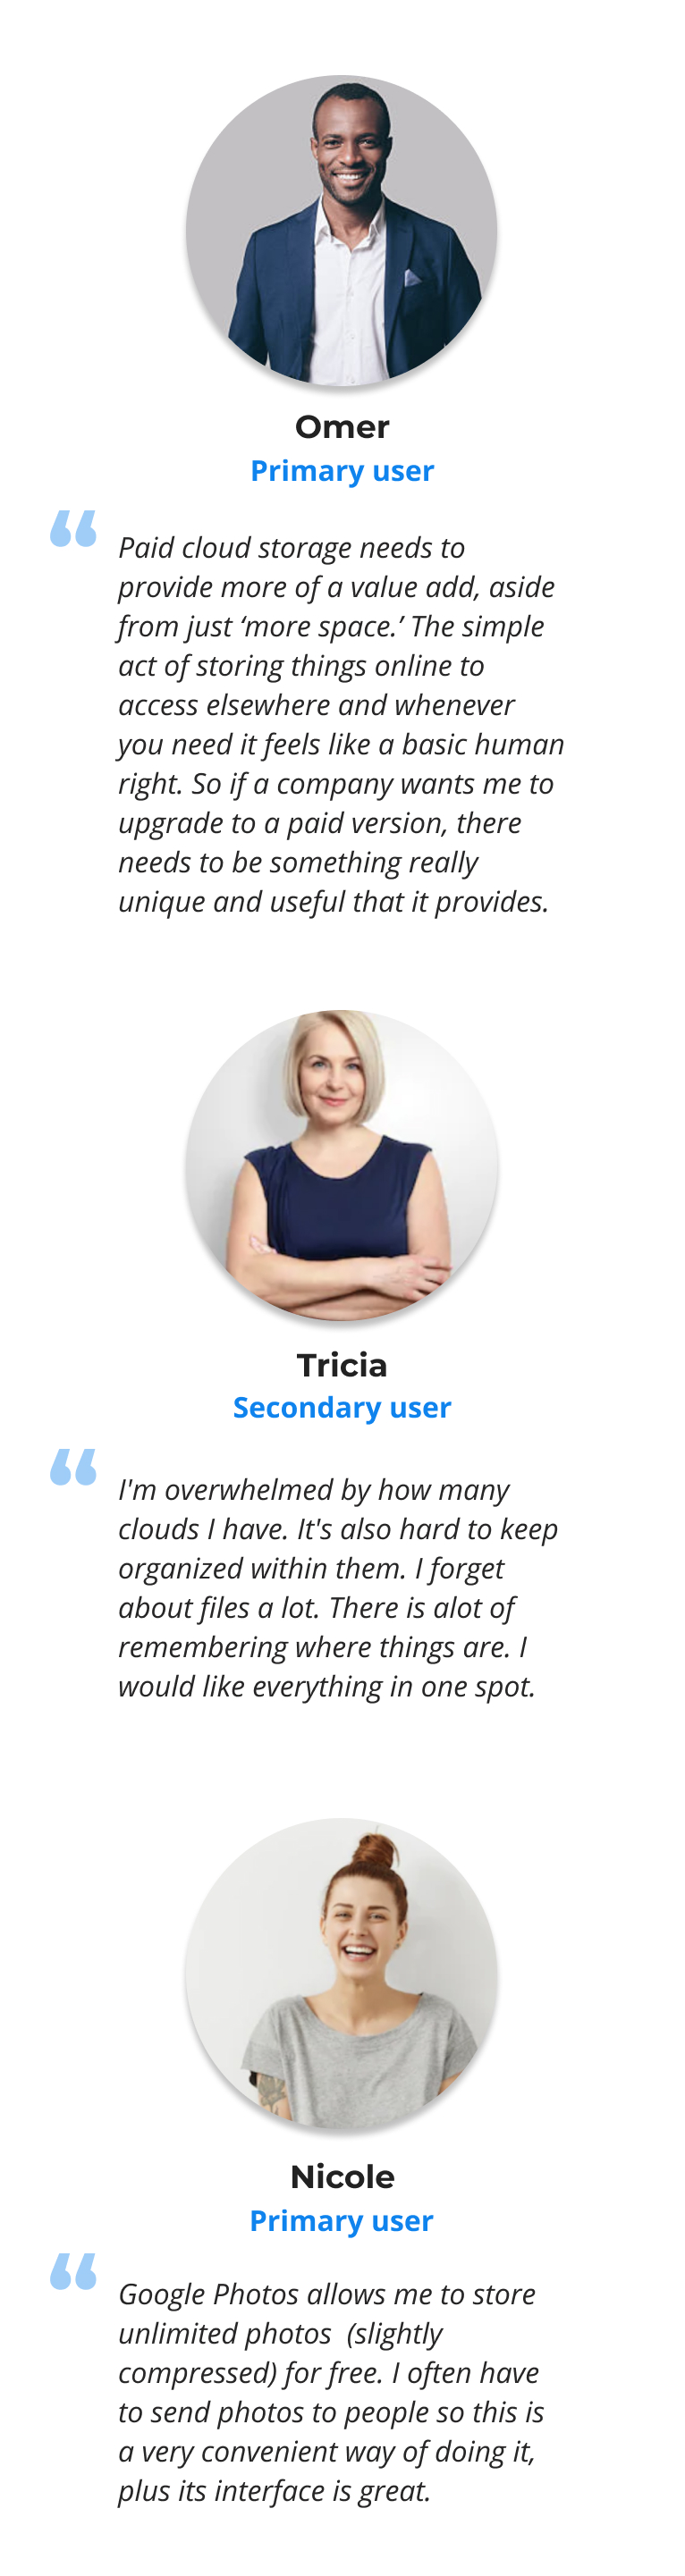 Omer
Primary user
“
Paid cloud storage needs to
provide more of a value add, aside
from just ‘more space.’ The simple
act of storing things online to
access elsewhere and whenever
you need it feels like a basic human
right. So if a company wants me to
upgrade to a paid version, there
needs to be something really
unique and useful that it provides.
Tricia
Secondary user
“
I'm overwhelmed by how many
clouds I have. It's also hard to keep
organized within them. I forget
about files a lot. There is alot of
remembering where things are. I
would like everything in one spot.
Nicole
Primary user
“
Google Photos allows me to store
unlimited photos  (slightly
compressed) for free. I often have
to send photos to people so this is
a very convenient way of doing it,
plus its interface is great.